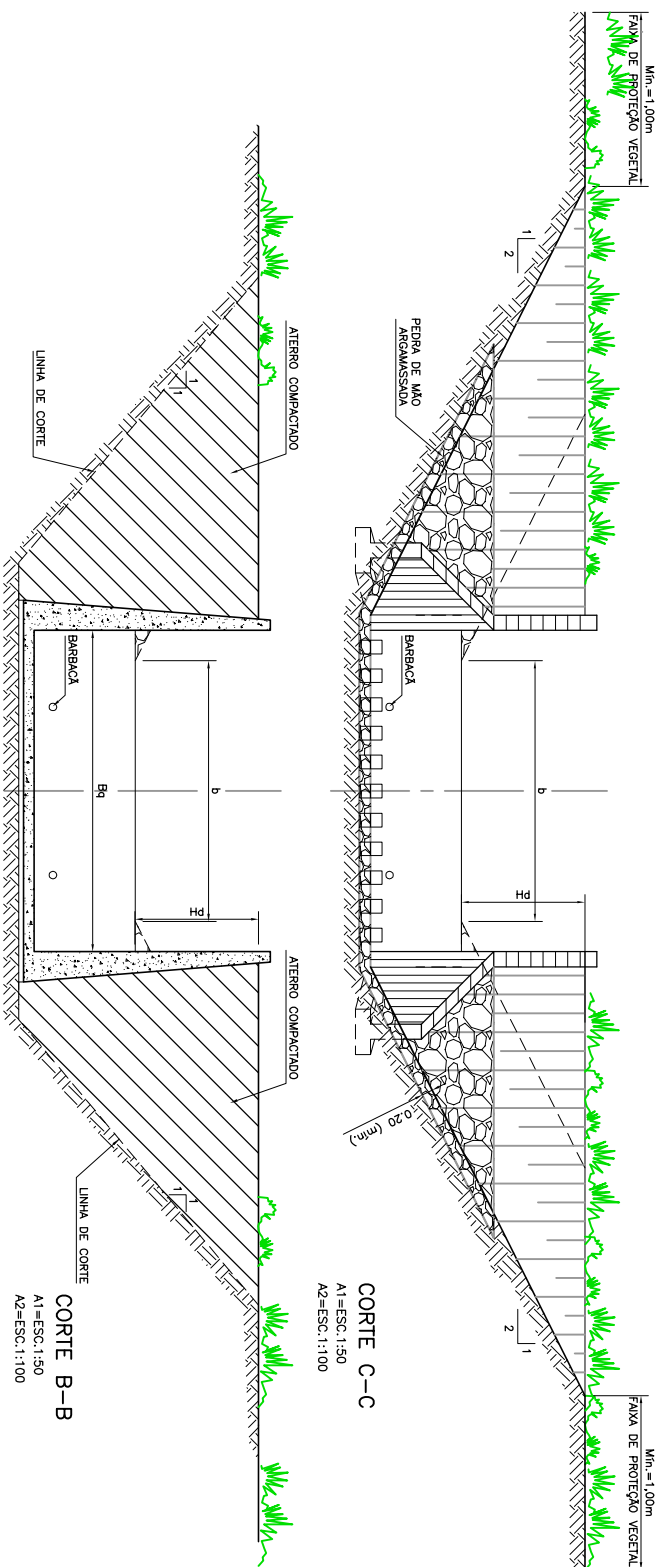 Mín.=1,00m
FAIXA DE PROTEÇÃO VEGETAL
Mín.=1,00m
FAIXA DE PROTEÇÃO VEGETAL
1
2
PEDRA DE MÃO
ARGAMASSADA
BARBACÃ
b
Hd
0.20 (mín.)
1
2
CORTE C-C
A1=ESC.1:50
A2=ESC.1:100
ATERRO COMPACTADO
1
1
LINHA DE CORTE
BARBACÃ
b
Bq
Hd
ATERRO COMPACTADO
1
1
LINHA DE CORTE
CORTE B-B
A1=ESC.1:50
A2=ESC.1:100